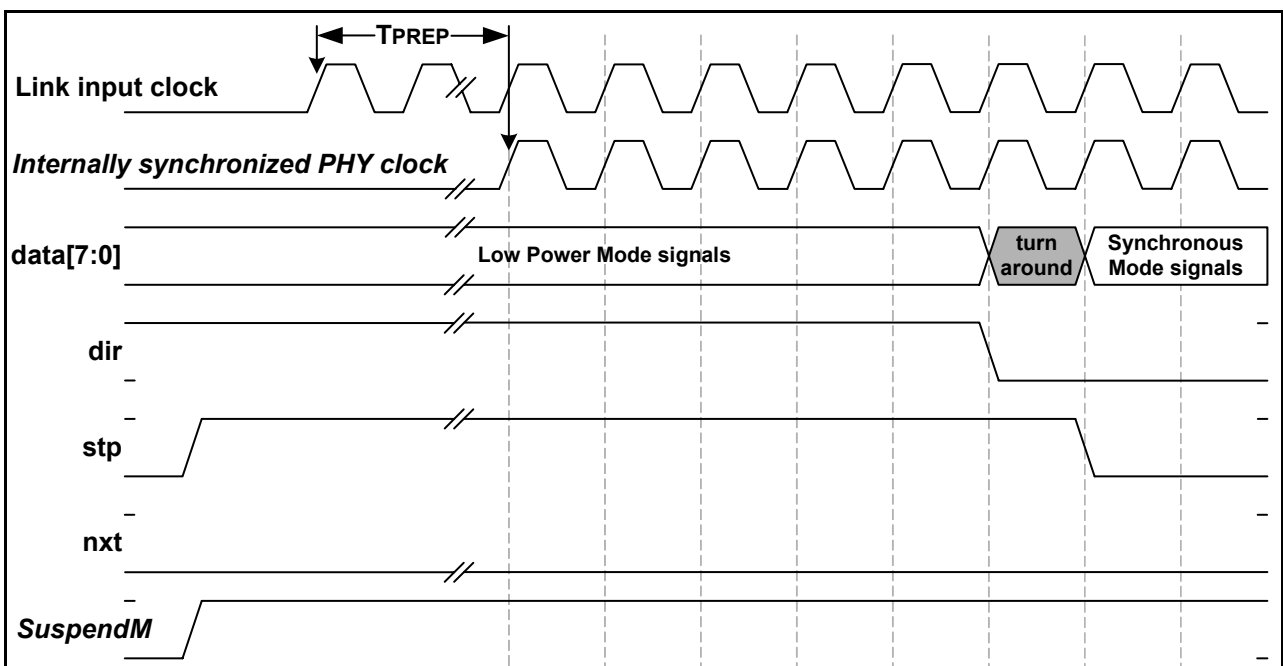 TPREP
Link input clock
Internally synchronized PHY clock
data[7:0]
Low Power Mode signals
turn
around
Synchronous
Mode signals
dir
stp
nxt
SuspendM